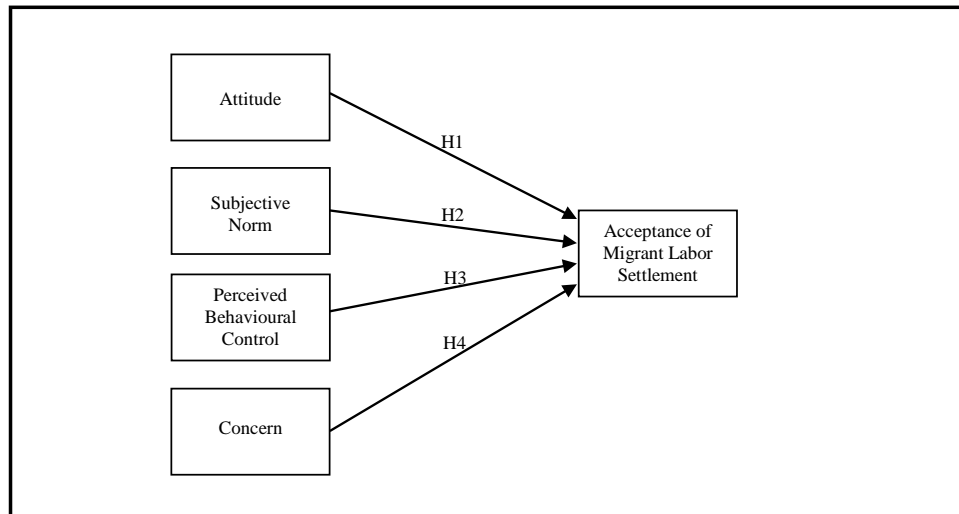 Attitude
H1
Subjective
Norm
H2
Perceived
Behavioural
Control
H3
Concern
H4
Acceptance of
Migrant Labor
Settlement